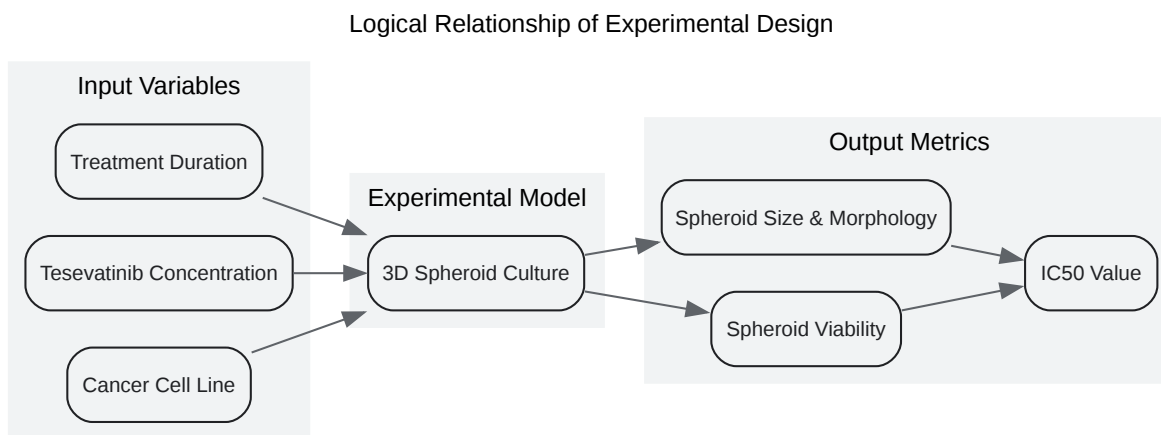 Logical Relationship of Experimental Design
Input Variables
Treatment Duration
Tesevatinib Concentration
Cancer Cell Line
Experimental Model
3D Spheroid Culture
Output Metrics
Spheroid Size & Morphology
Spheroid Viability
IC50 Value